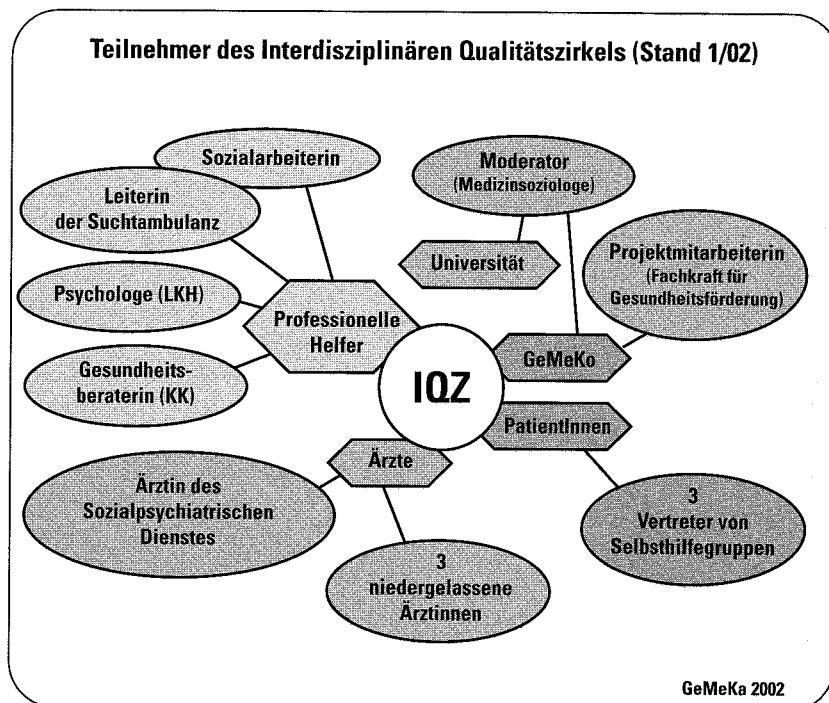 Teilnehmer des Interdisziplinären Qualitätszirkels (Stand 1/02)
Sozialarbeiterin
Leiterin
der Suchtambulanz
Psychologe (LKH)
Gesundheits-
beraterin (KK)
Professionelle
Helfer
Moderator
(Medizinsoziologe)
Universität
Projektmitarbeiterin
(Fachkraft für
Gesundheitsförderung)
GeMeKo
IQZ
PatientInnen
Ärzte
Ärztin des
Sozialpsychiatrischen
Dienstes
3
niedergelassene
Ärztinnen
3
Vertreter von
Selbsthilfegruppen
GeMeKa 2002